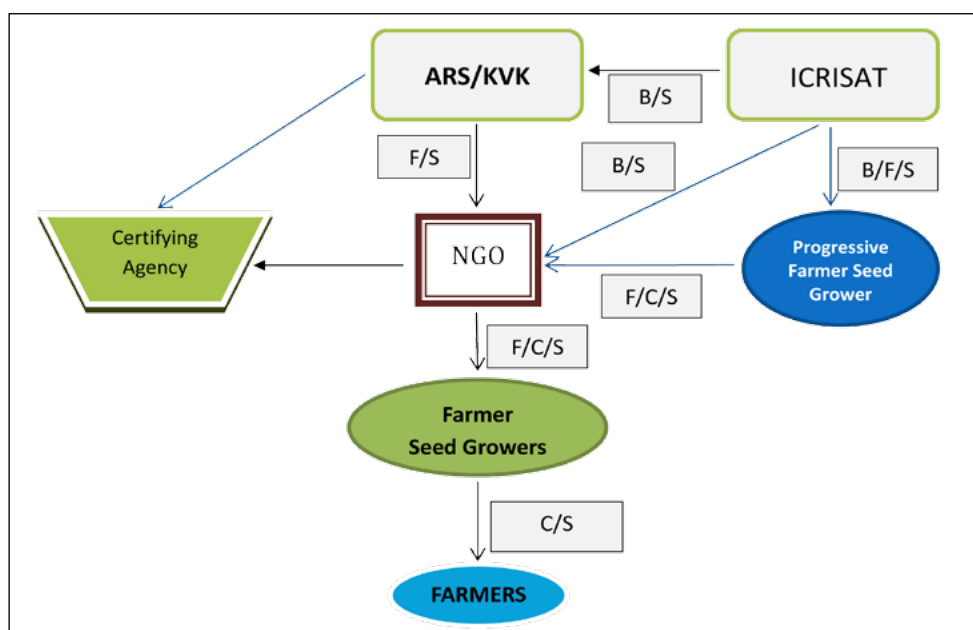 ARS/KVK
ICRISAT
B/S
F/S
B/S
B/F/S
Certifying
Agency
NGO
Progressive
Farmer Seed
Grower
F/C/S
F/C/S
Farmer
Seed Growers
C/S
FARMERS